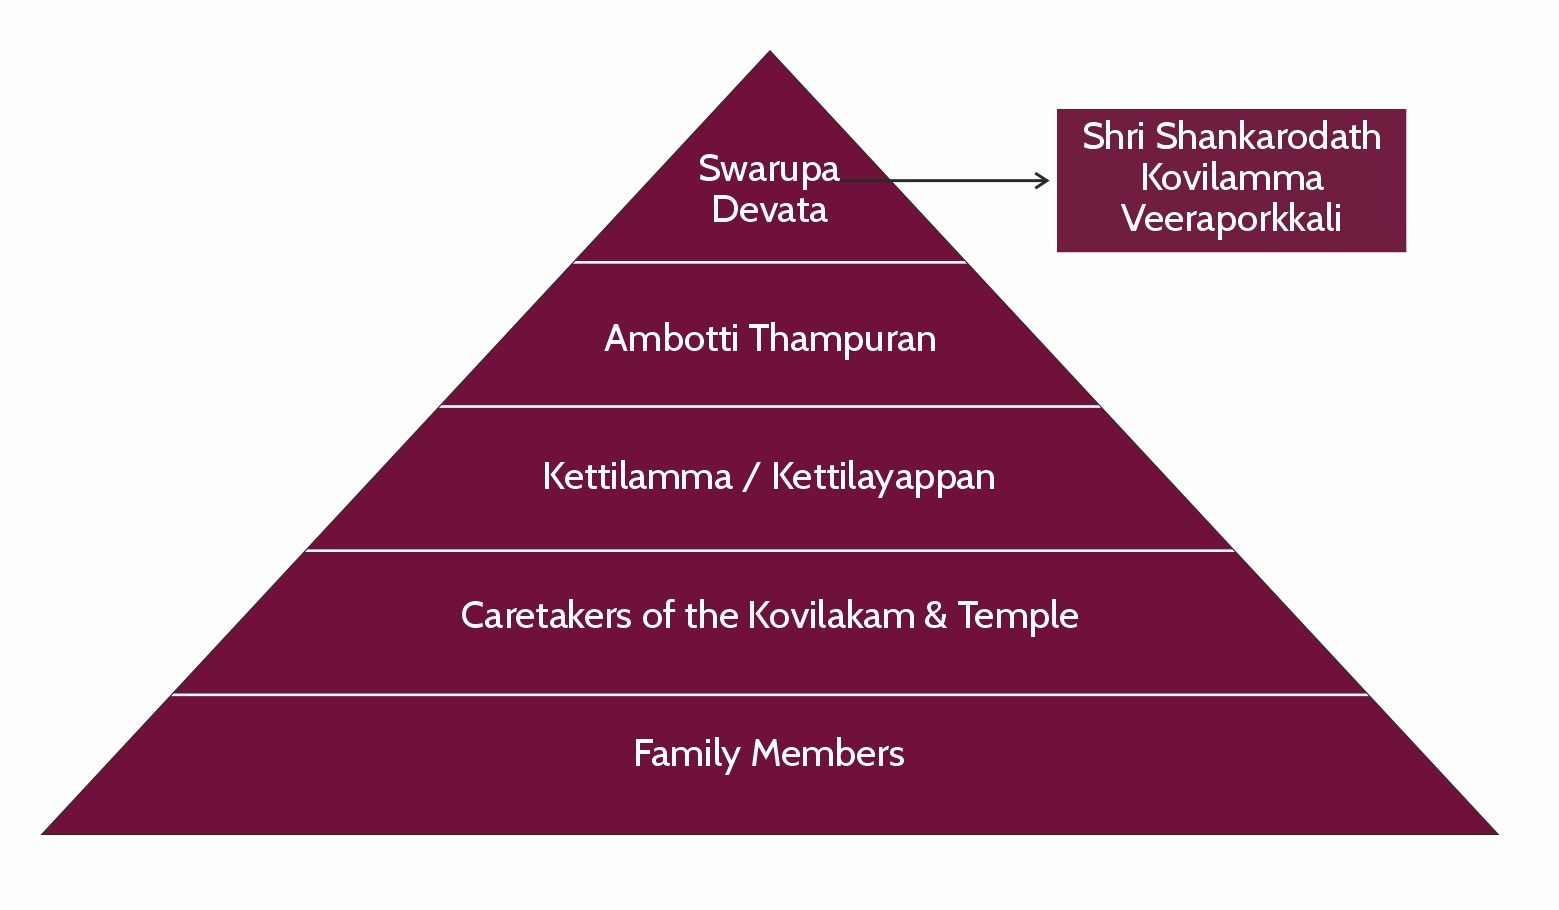 Swarupa
Devata
Shri Shankarodath
Kovilamma
Veeraporkkali
Ambotti Thampuran
Kettilamma / Kettilayappan
Caretakers of the Kovilakam & Temple
Family Members